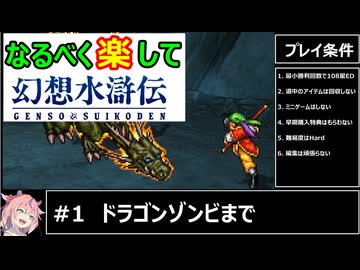 なるべく楽して
幻想水滸伝
GENSO SUIKODEN
プレイ条件
1. 最小勝利回数で108星ED
2. 道中のアイテムは回収しない
3. ミニゲームはしない
4. 早期購入特典はもらわない
5. 難易度はHard
6. 編集は頑張らない
#1 ドラゴンゾンビまで